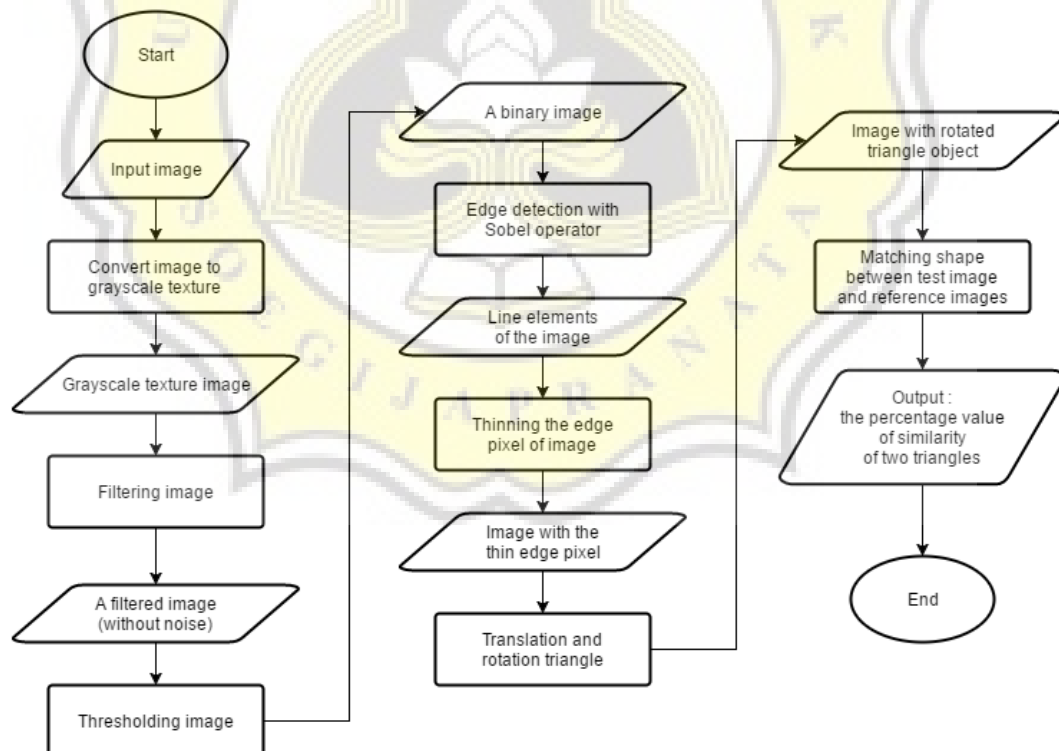 Start
Input image
Convert image to
grayscale texture
Grayscale texture image
Filtering image
A filtered image
(without noise)
Thresholding image
A binary image
Edge detection with
Sobel operator
Line elements
of the image
Thinning the edge
pixel of image
Image with the
thin edge pixel
Translation and
rotation triangle
Image with rotated
triangle object
Matching shape
between test image
and reference images
Output :
the percentage value
of similarity
of two triangles
End
SOEGIJAPRANATA
K